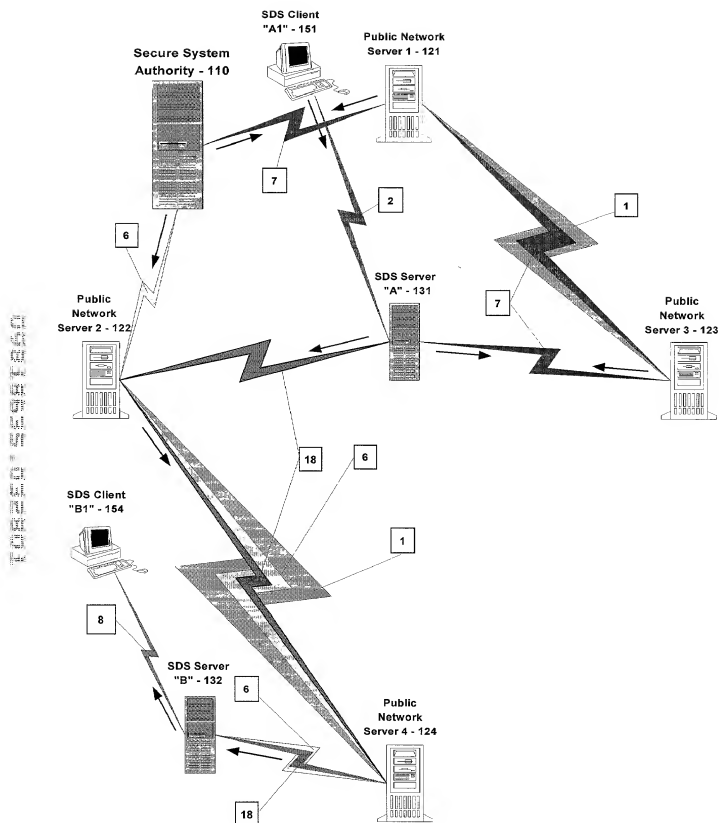 SDS Client
"A1" - 151
Public Network
Server 1 - 121
Secure System
Authority - 110
7
2
1
6
SDS Server
"A" - 131
7
Public
Network
Server 2 - 122
Public
Network
Server 3 - 123
18
6
SDS Client
"B1" - 154
1
8
SDS Server
"B" - 132
6
Public
Network
Server 4 - 124
18